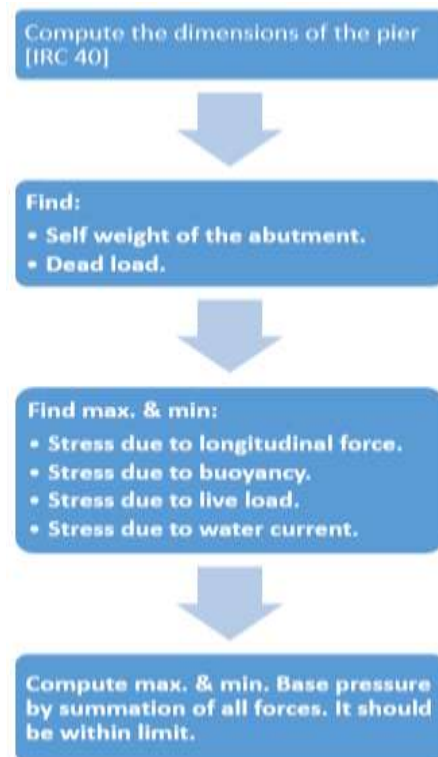 Compute the dimensions of the pier
[IRC 40]
Find:
• Self weight of the abutment.
• Dead load.
Find max. & min:
• Stress due to longitudinal force.
• Stress due to buoyancy.
• Stress due to live load.
• Stress due to water current.
Compute max. & min. Base pressure
by summation of all forces. It should
be within limit.